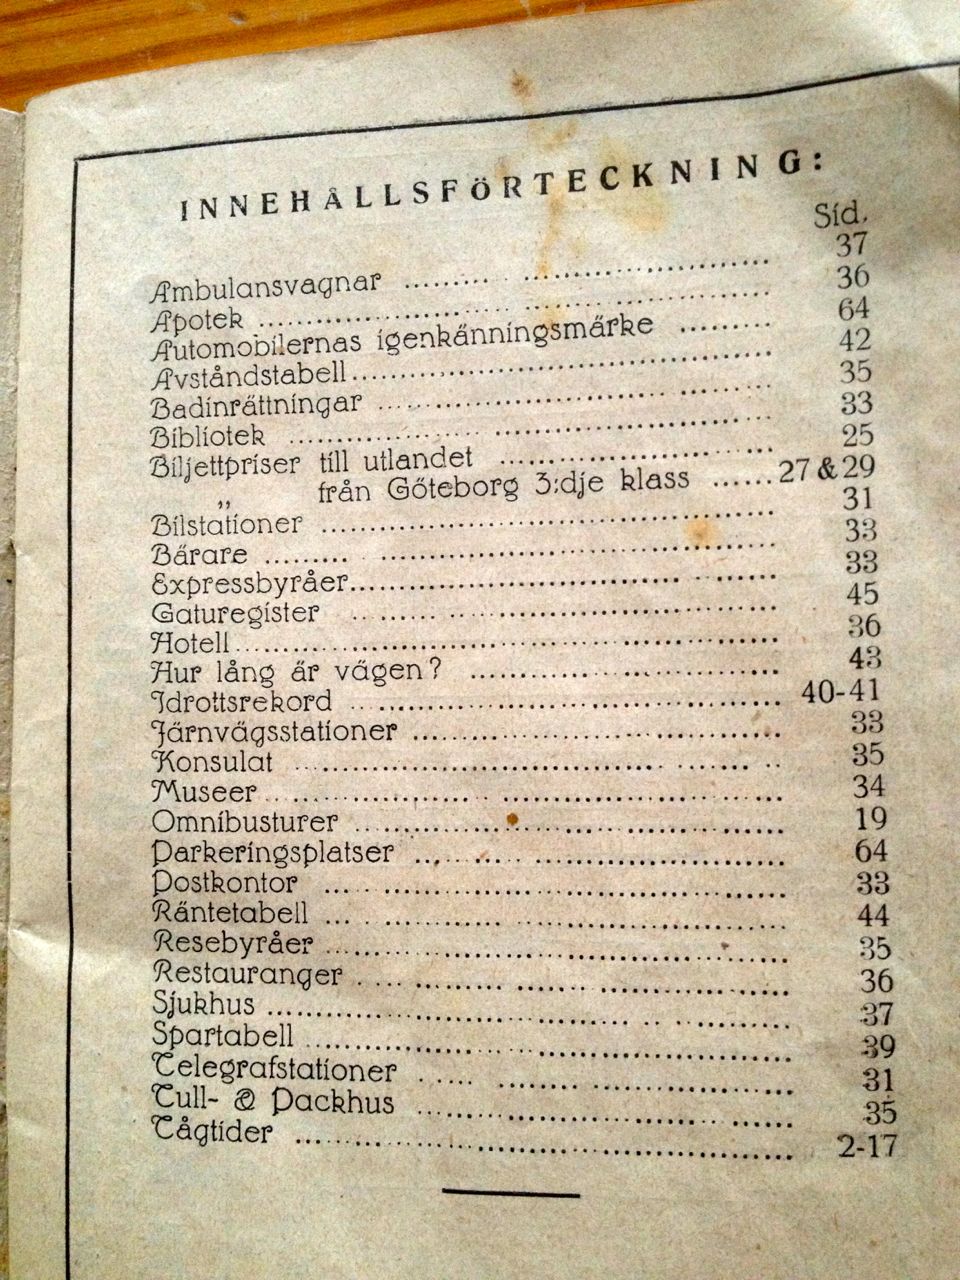 INNEHÅLLSFÖRTECKNING:
Sid.
Ambulansvagnar 37
Apotek 36
Automobilernas igenkänningsmärke 64
Avståndstabell 42
Badinrättningar 35
Bibliotek 33
Biljettpriser till utlandet 25
„ från Göteborg 3:dje klass 27 & 29
Bilstationer 31
Bärare 33
Expressbyråer 33
Gaturegister 45
Hotell 36
Hur lång är vägen? 43
Idrottsrekord 40-41
Järnvägsstationer 33
Konsulat 35
Museer 34
Omnibusturer 19
Parkeringsplatser 64
Postkontor 33
Räntetabell 44
Resebyråer 35
Restauranger 36
Sjukhus 37
Spartabell 39
Telegrafstationer 31
Tull- & Packhus 35
Tågtider 2-17